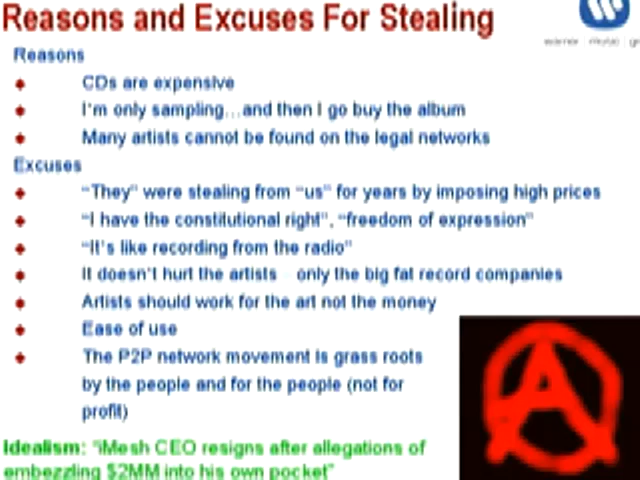 Reasons and Excuses For Stealing
warner music gr
Reasons
CDs are expensive
I'm only sampling...and then I go buy the album
Many artists cannot be found on the legal networks
Excuses
"They" were stealing from "us" for years by imposing high prices
"I have the constitutional right", "freedom of expression"
"It's like recording from the radio"
It doesn't hurt the artists only the big fat record companies
Artists should work for the art not the money
Ease of use
The P2P network movement is grass roots
by the people and for the people (not for
profit)
Idealism: "iMesh CEO resigns after allegations of
embezzling $2MM into his own pocket"